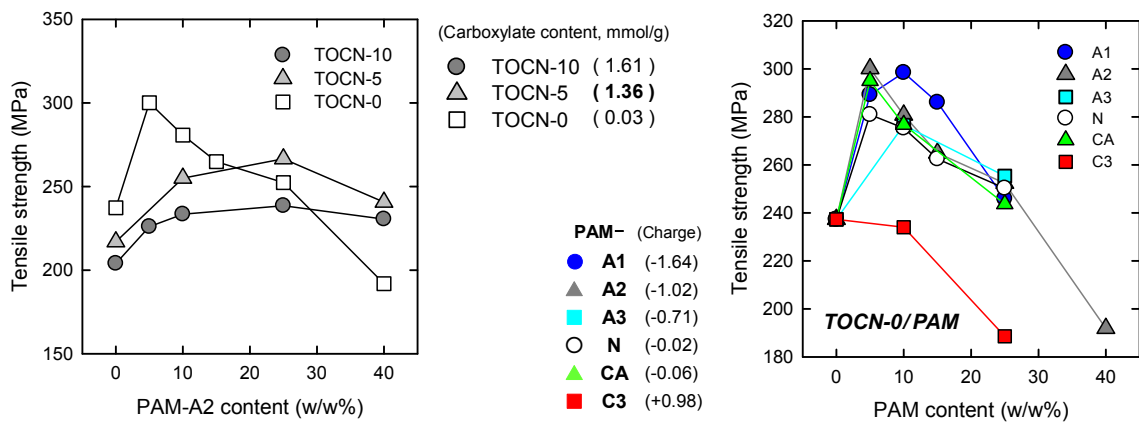 350
300
250
200
150
0
10
20
30
40
Tensile strength (MPa)
PAM-A2 content (w/w%)
TOCN-10
TOCN-5
TOCN-0
(Carboxylate content, mmol/g)
TOCN-10 ( 1.61 )
TOCN-5 ( 1.36 )
TOCN-0 ( 0.03 )
PAM− (Charge)
A1 (-1.64)
A2 (-1.02)
A3 (-0.71)
N (-0.02)
CA (-0.06)
C3 (+0.98)
320
300
280
260
240
220
200
180
0
10
20
30
40
Tensile strength (MPa)
PAM content (w/w%)
A1
A2
A3
N
CA
C3
TOCN-0/PAM